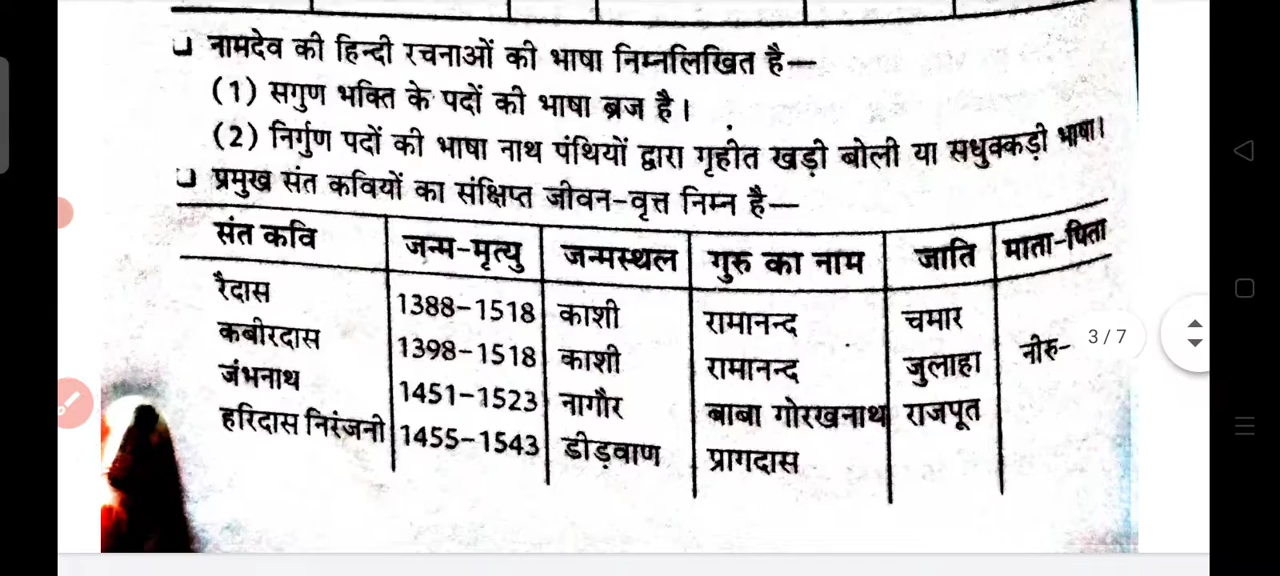 नामदेव की हिन्दी रचनाओं की भाषा निम्नलिखित है—
(1) सगुण भक्ति के पदों की भाषा ब्रज है।
(2) निर्गुण पदों की भाषा नाथ पंथियों द्वारा गृहीत खड़ी बोली या सधुक्कड़ी भाषा।
प्रमुख संत कवियों का संक्षिप्त जीवन-वृत्त निम्न है—
संत कवि जन्म-मृत्यु जन्मस्थल गुरु का नाम जाति माता-पिता
रैदास 1388-1518 काशी रामानन्द चमार
कबीरदास 1398-1518 काशी रामानन्द जुलाहा नीरु-
जंभनाथ 1451-1523 नागौर बाबा गोरखनाथ राजपूत
हरिदास निरंजनी 1455-1543 डीड़वाण प्रागदास
3/7